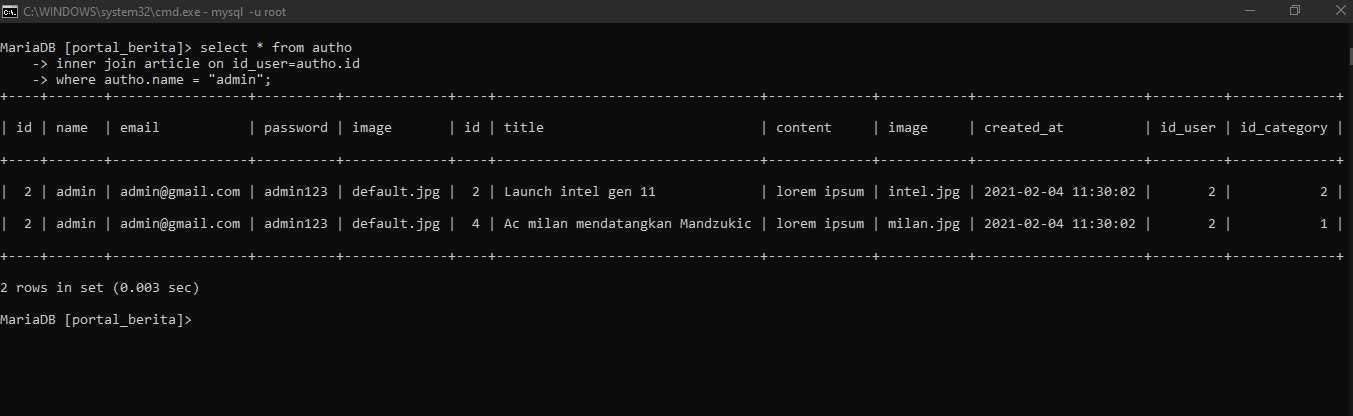 C:\WINDOWS\system32\cmd.exe - mysql  -u root
MariaDB [portal_berita]> select * from autho
    -> inner join article on id_user=autho.id
    -> where autho.name = "admin";
+----+-------+-----------------+----------+-------------+----+---------------------------------+-------------+----------+---------------------+---------+-------------+
| id | name  | email           | password | image       | id | title                           | content     | image    | created_at          | id_user | id_category |
+----+-------+-----------------+----------+-------------+----+---------------------------------+-------------+----------+---------------------+---------+-------------+
|  2 | admin | admin@gmail.com | admin123 | default.jpg |  2 | Launch intel gen 11             | lorem ipsum | intel.jpg | 2021-02-04 11:30:02 |       2 |           2 |
|  2 | admin | admin@gmail.com | admin123 | default.jpg |  4 | Ac milan mendatangkan Mandzukic | lorem ipsum | milan.jpg | 2021-02-04 11:30:02 |       2 |           1 |
+----+-------+-----------------+----------+-------------+----+---------------------------------+-------------+----------+---------------------+---------+-------------+
2 rows in set (0.003 sec)
MariaDB [portal_berita]>